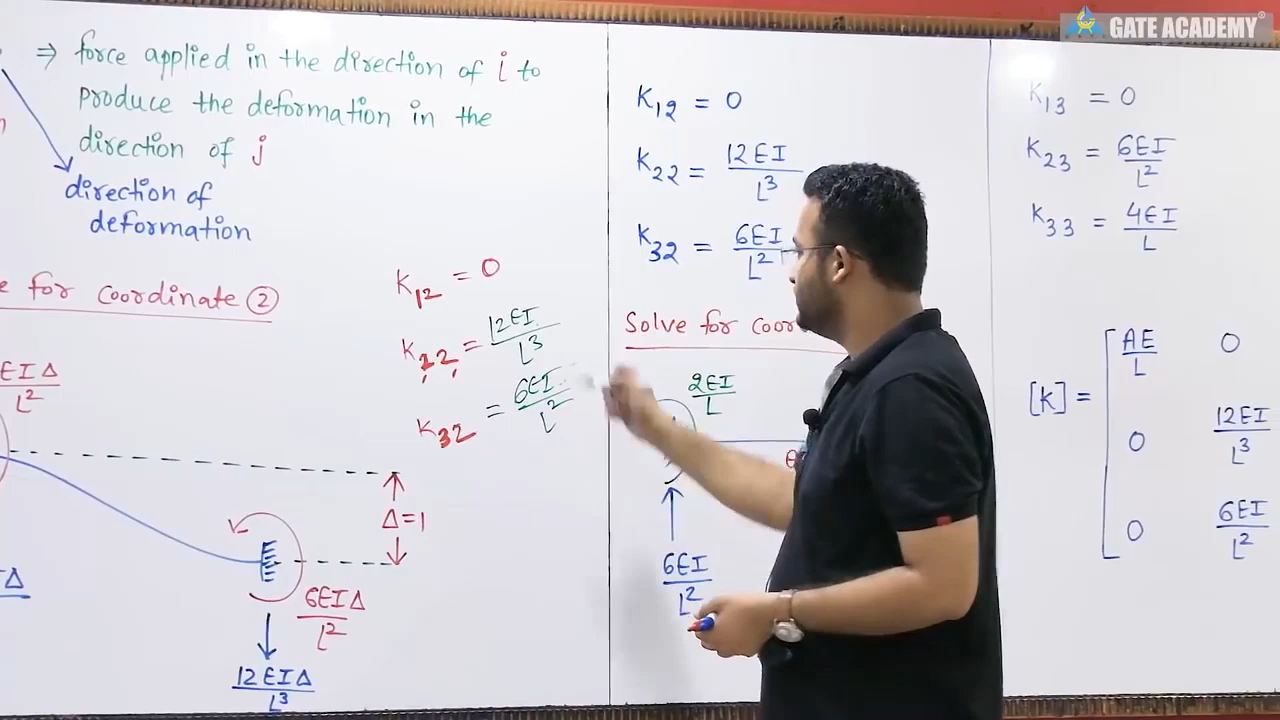 GATE ACADEMY®
⇒ force applied in the direction of i to
produce the deformation in the
direction of j
direction of
deformation
for coordinate ②
K12 = 0
K22 = 12EI/L³
K32 = 6EI/L²
EIΔ/L²
Δ=1
6EIΔ/L²
12EIΔ/L³
K12 = 0
K22 = 12EI/L³
K32 = 6EI/L²
Solve for
2EI/L
θ
6EI/L²
K13 = 0
K23 = 6EI/L²
K33 = 4EI/L
[K] =
AE/L 0
0 12EI/L³
0 6EI/L²